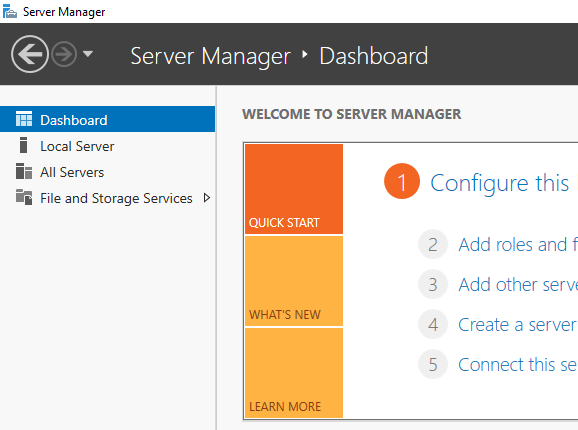 Server Manager
Server Manager ‣ Dashboard
Dashboard
Local Server
All Servers
File and Storage Services
WELCOME TO SERVER MANAGER
QUICK START
WHAT'S NEW
LEARN MORE
1 Configure this
2 Add roles and f
3 Add other serve
4 Create a server
5 Connect this se